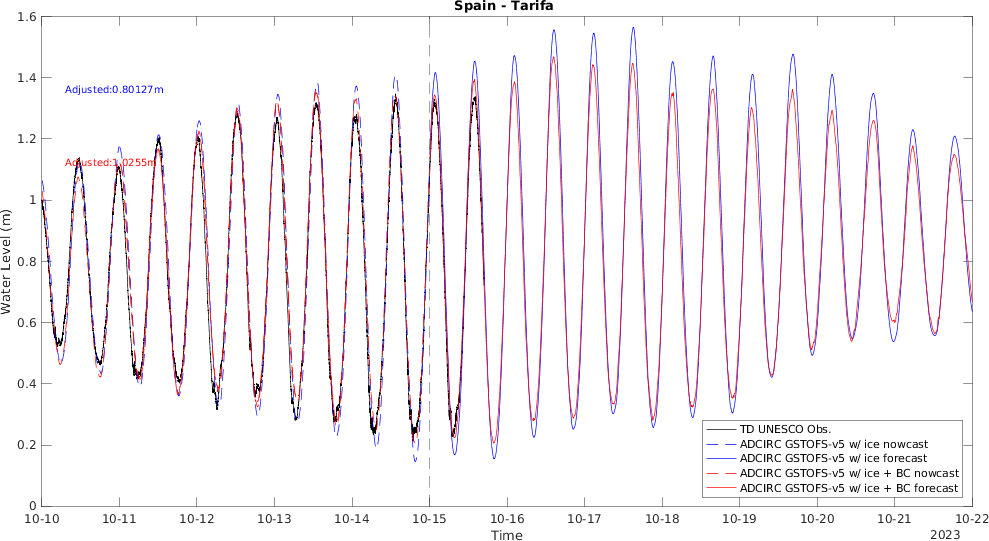 Spain - Tarifa
Water Level (m)
1.6
1.4
1.2
1
0.8
0.6
0.4
0.2
0
Adjusted:0.80127m
Adjusted:1.0255m
TD UNESCO Obs.
ADCIRC GSTOFS-v5 w/ ice nowcast
ADCIRC GSTOFS-v5 w/ ice forecast
ADCIRC GSTOFS-v5 w/ ice + BC nowcast
ADCIRC GSTOFS-v5 w/ ice + BC forecast
10-10 10-11 10-12 10-13 10-14 10-15 10-16 10-17 10-18 10-19 10-20 10-21 10-22
Time
2023